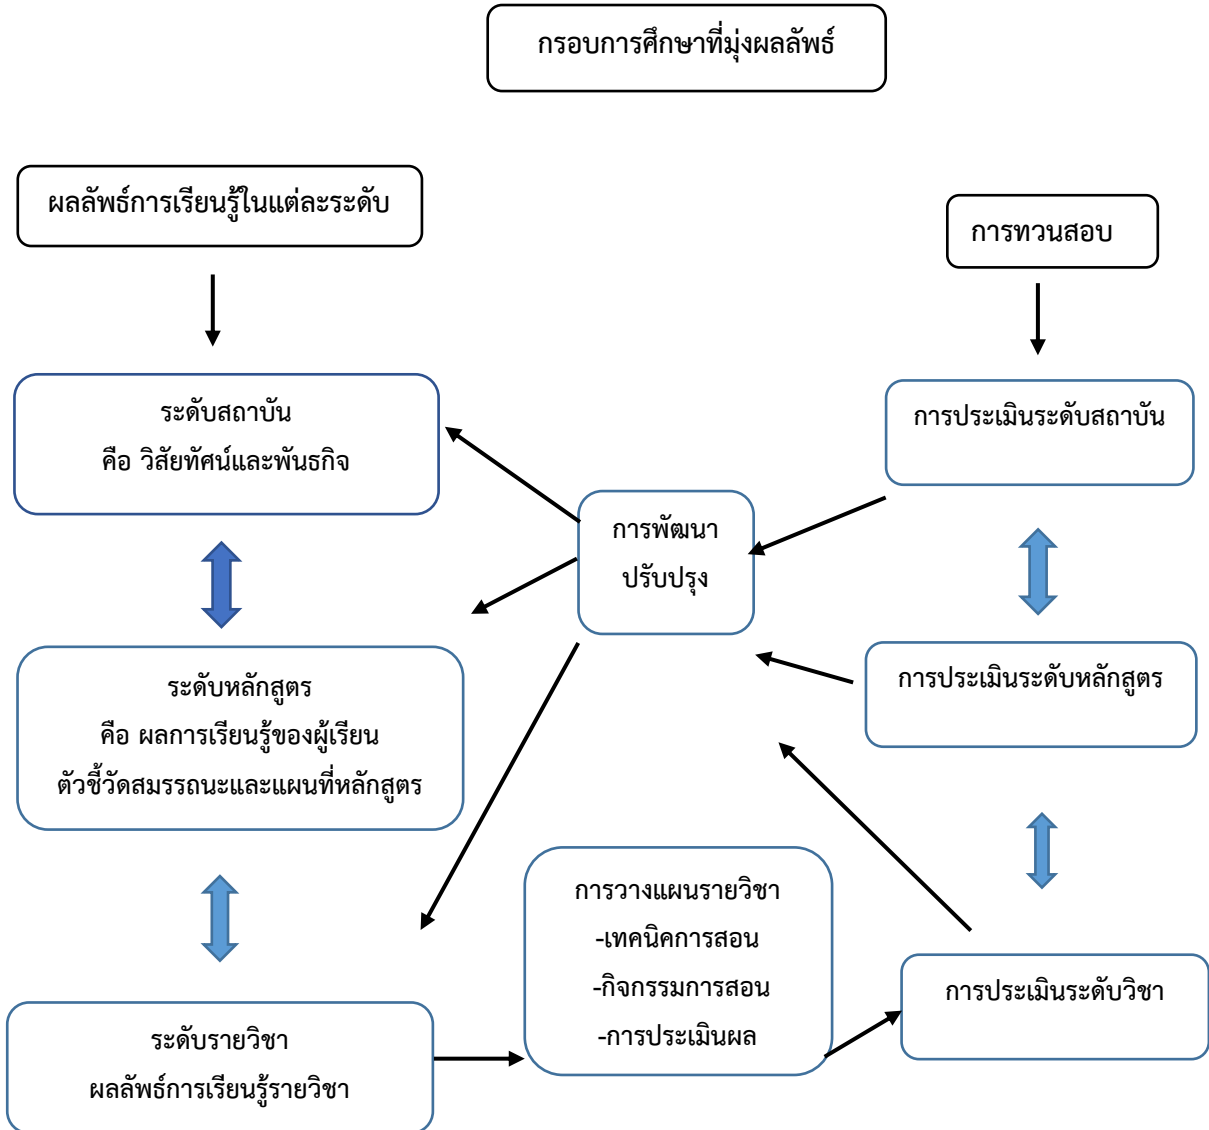 กรอบการศึกษาที่มุ่งผลลัพธ์
ผลลัพธ์การเรียนรู้ในแต่ละระดับ
การทวนสอบ
ระดับสถาบัน
คือ วิสัยทัศน์และพันธกิจ
การประเมินระดับสถาบัน
การพัฒนา
ปรับปรุง
ระดับหลักสูตร
คือ ผลการเรียนรู้ของผู้เรียน
ตัวชี้วัดสมรรถนะและแผนที่หลักสูตร
การประเมินระดับหลักสูตร
การวางแผนรายวิชา
-เทคนิคการสอน
-กิจกรรมการสอน
-การประเมินผล
การประเมินระดับวิชา
ระดับรายวิชา
ผลลัพธ์การเรียนรู้รายวิชา